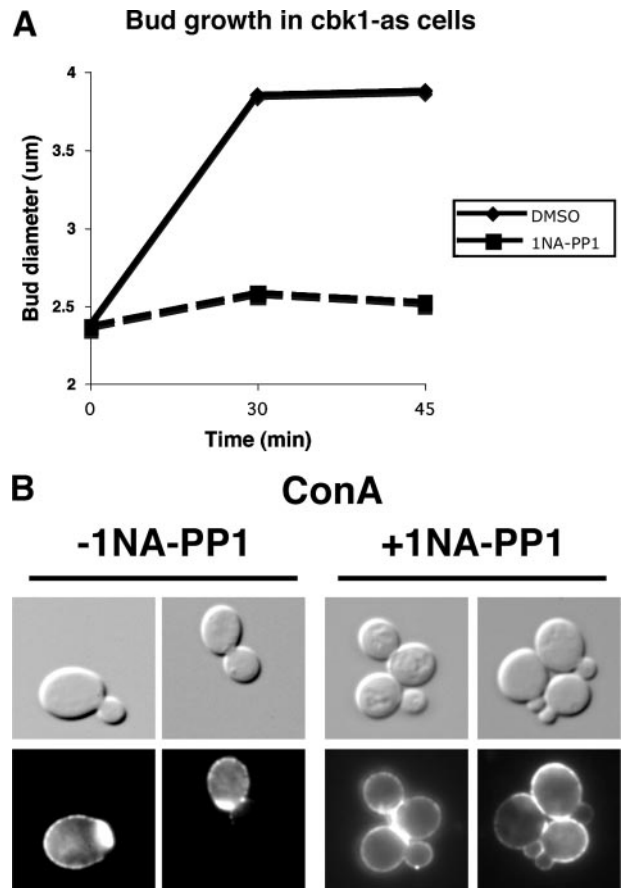 A
Bud growth in cbk1-as cells
4
3.5
3
2.5
2
0
30
45
Bud diameter (um)
Time (min)
DMSO
1NA-PP1
B
ConA
-1NA-PP1
+1NA-PP1